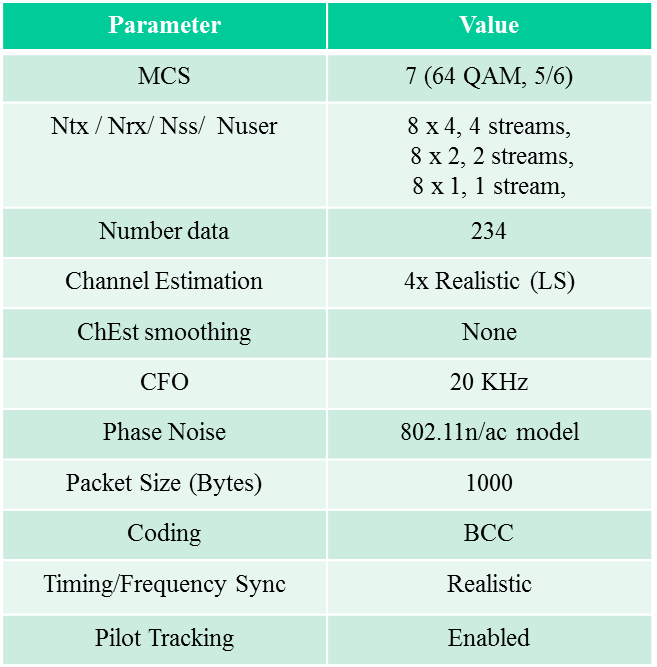 Parameter Value
MCS 7 (64 QAM, 5/6)
Ntx / Nrx/ Nss/ Nuser 8 x 4, 4 streams,
8 x 2, 2 streams,
8 x 1, 1 stream,
Number data 234
Channel Estimation 4x Realistic (LS)
ChEst smoothing None
CFO 20 KHz
Phase Noise 802.11n/ac model
Packet Size (Bytes) 1000
Coding BCC
Timing/Frequency Sync Realistic
Pilot Tracking Enabled